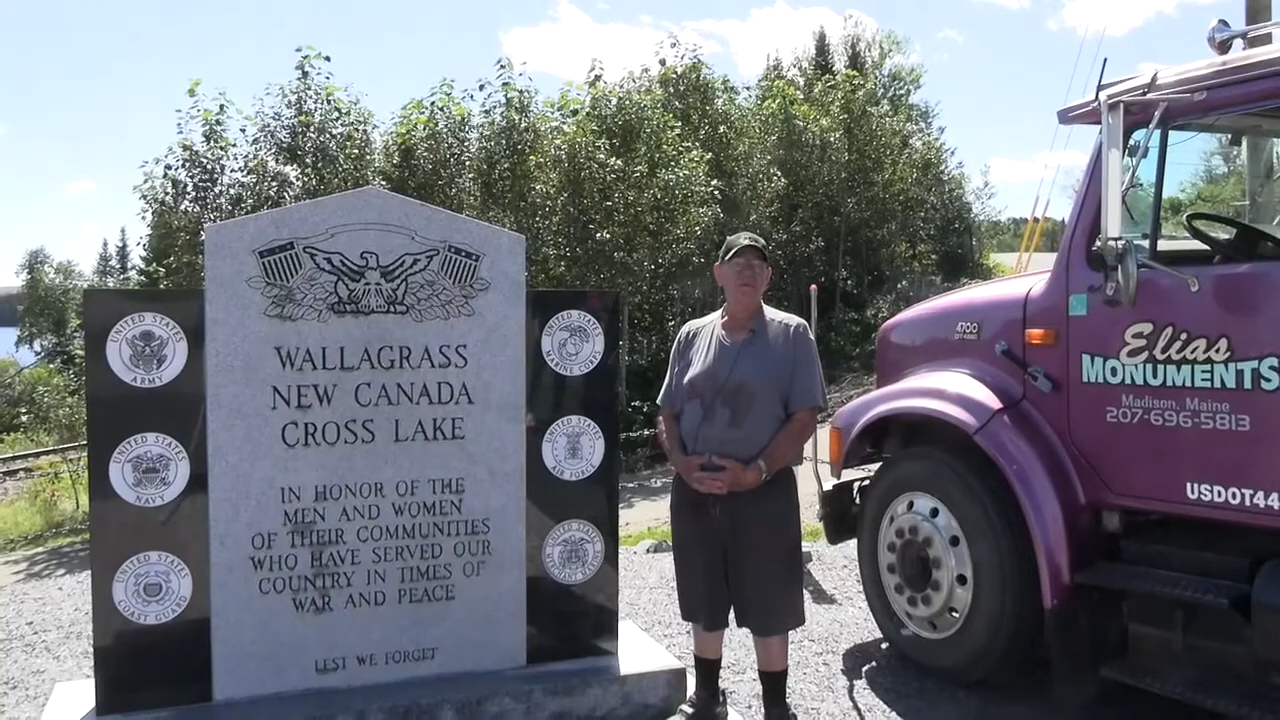 UNITED STATES
ARMY
UNITED STATES
NAVY
UNITED STATES
COAST GUARD
WALLAGRASS
NEW CANADA
CROSS LAKE
IN HONOR OF THE
MEN AND WOMEN
OF THEIR COMMUNITIES
WHO HAVE SERVED OUR
COUNTRY IN TIMES OF
WAR AND PEACE
LEST WE FORGET
UNITED STATES
MARINE CORPS
UNITED STATES
AIR FORCE
UNITED STATES
MERCHANT MARINE
4700
Elias
MONUMENTS
Madison, Maine
207-696-5813
USDOT44